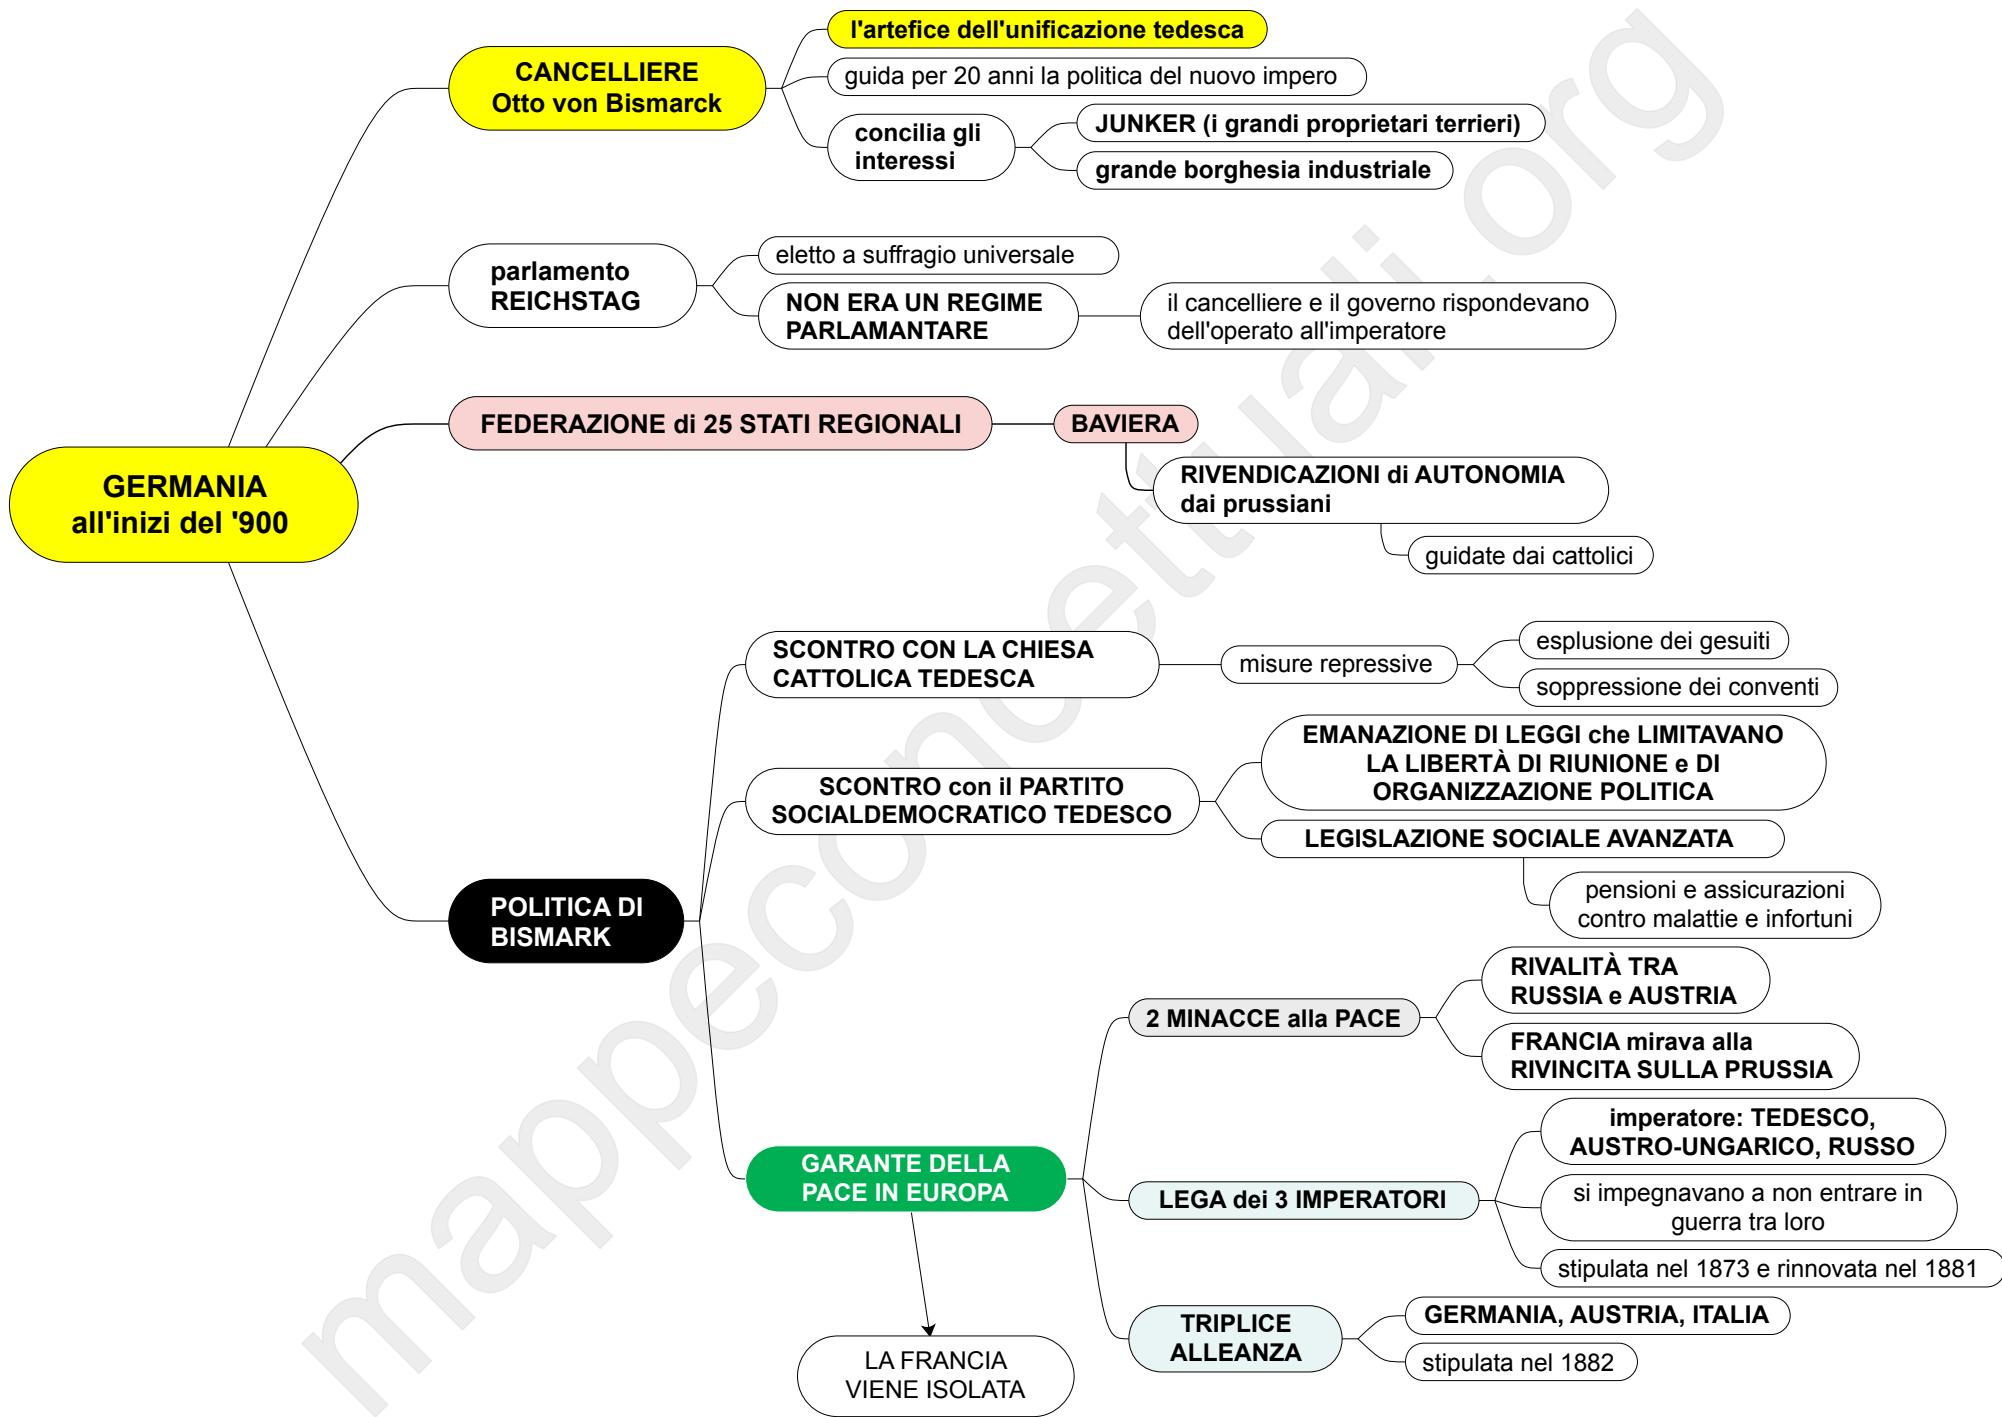 l'artefice dell'unificazione tedesca
CANCELLIERE
Otto von Bismarck
guida per 20 anni la politica del nuovo impero
concilia gli
interessi
JUNKER (i grandi proprietari terrieri)
grande borghesia industriale
parlamento
REICHSTAG
eletto a suffragio universale
NON ERA UN REGIME
PARLAMANTARE
il cancelliere e il governo rispondevano
dell'operato all'imperatore
FEDERAZIONE di 25 STATI REGIONALI
BAVIERA
RIVENDICAZIONI di AUTONOMIA
dai prussiani
guidate dai cattolici
GERMANIA
all'inizi del '900
SCONTRO CON LA CHIESA
CATTOLICA TEDESCA
misure repressive
esplusione dei gesuiti
soppressione dei conventi
SCONTRO con il PARTITO
SOCIALDEMOCRATICO TEDESCO
EMANAZIONE DI LEGGI che LIMITAVANO
LA LIBERTÀ DI RIUNIONE e DI
ORGANIZZAZIONE POLITICA
LEGISLAZIONE SOCIALE AVANZATA
pensioni e assicurazioni
contro malattie e infortuni
POLITICA DI
BISMARK
2 MINACCE alla PACE
RIVALITÀ TRA
RUSSIA e AUSTRIA
FRANCIA mirava alla
RIVINCITA SULLA PRUSSIA
GARANTE DELLA
PACE IN EUROPA
LEGA dei 3 IMPERATORI
imperatore: TEDESCO,
AUSTRO-UNGARICO, RUSSO
si impegnavano a non entrare in
guerra tra loro
stipulata nel 1873 e rinnovata nel 1881
TRIPLICE
ALLEANZA
GERMANIA, AUSTRIA, ITALIA
stipulata nel 1882
LA FRANCIA
VIENE ISOLATA
mappeconcettuali.org